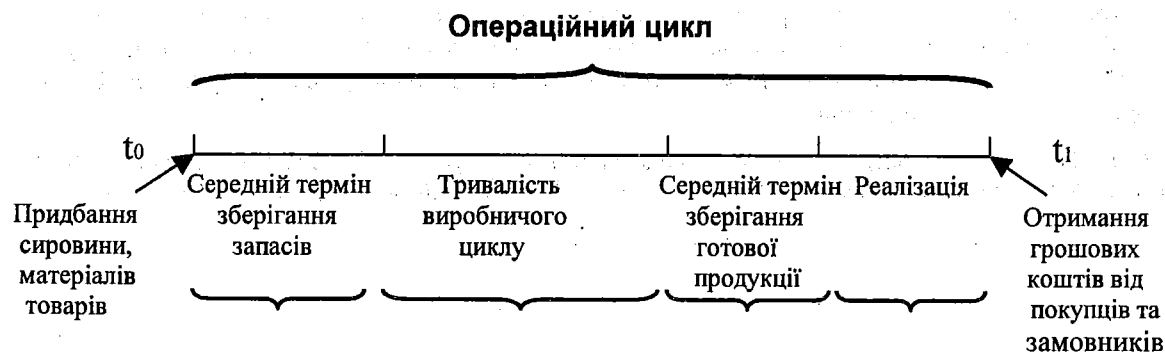 Операційний цикл
t0
t1
Середній термін
зберігання
запасів
Тривалість
виробничого
циклу
Середній термін
зберігання
готової
продукції
Реалізація
Придбання
сировини,
матеріалів
товарів
Отримання
грошових
коштів від
покупців та
замовників